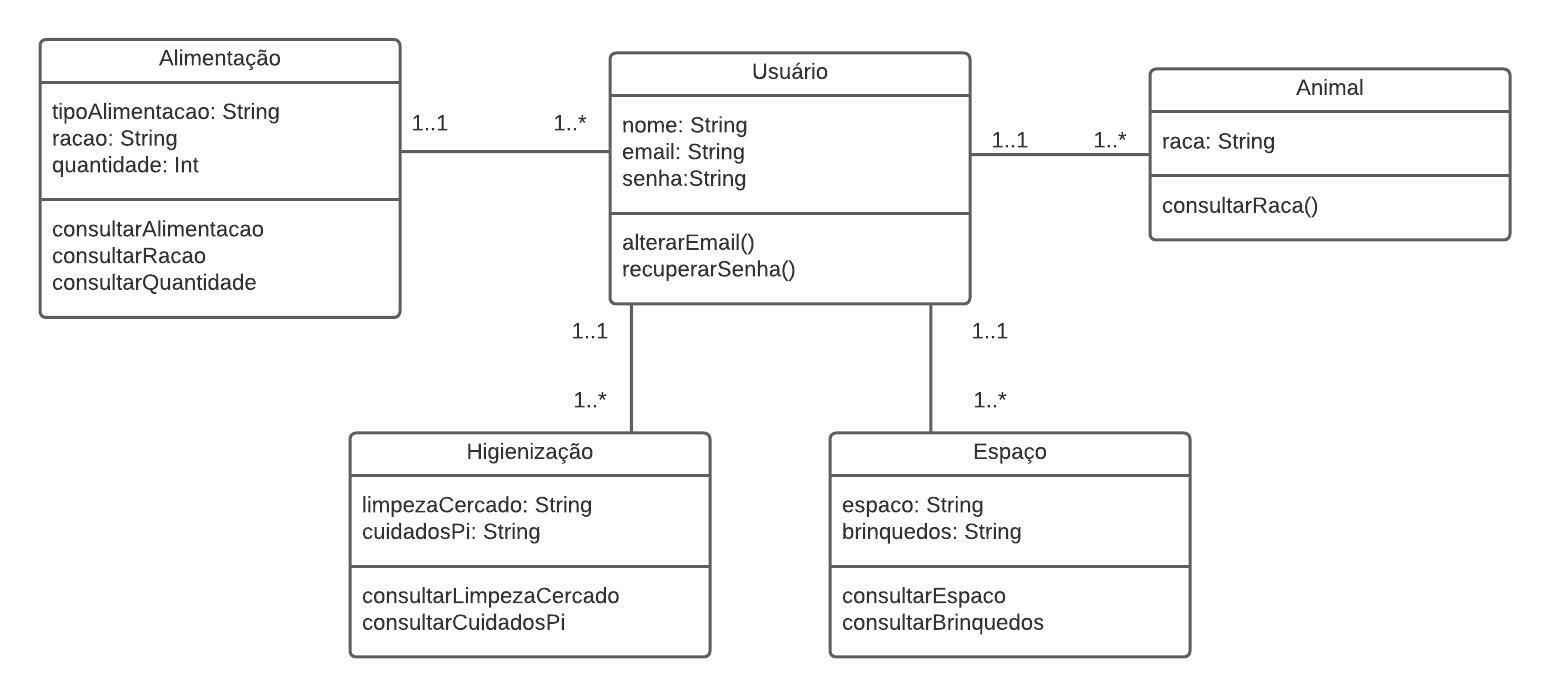 Alimentação
tipoAlimentacao: String
racao: String
quantidade: Int
consultarAlimentacao
consultarRacao
consultarQuantidade
1..1
1..*
Usuário
nome: String
email: String
senha:String
alterarEmail()
recuperarSenha()
1..1
1..*
Animal
raca: String
consultarRaca()
1..1
1..*
1..1
1..*
Higienização
limpezaCercado: String
cuidadosPi: String
consultarLimpezaCercado
consultarCuidadosPi
Espaço
espaco: String
brinquedos: String
consultarEspaco
consultarBrinquedos